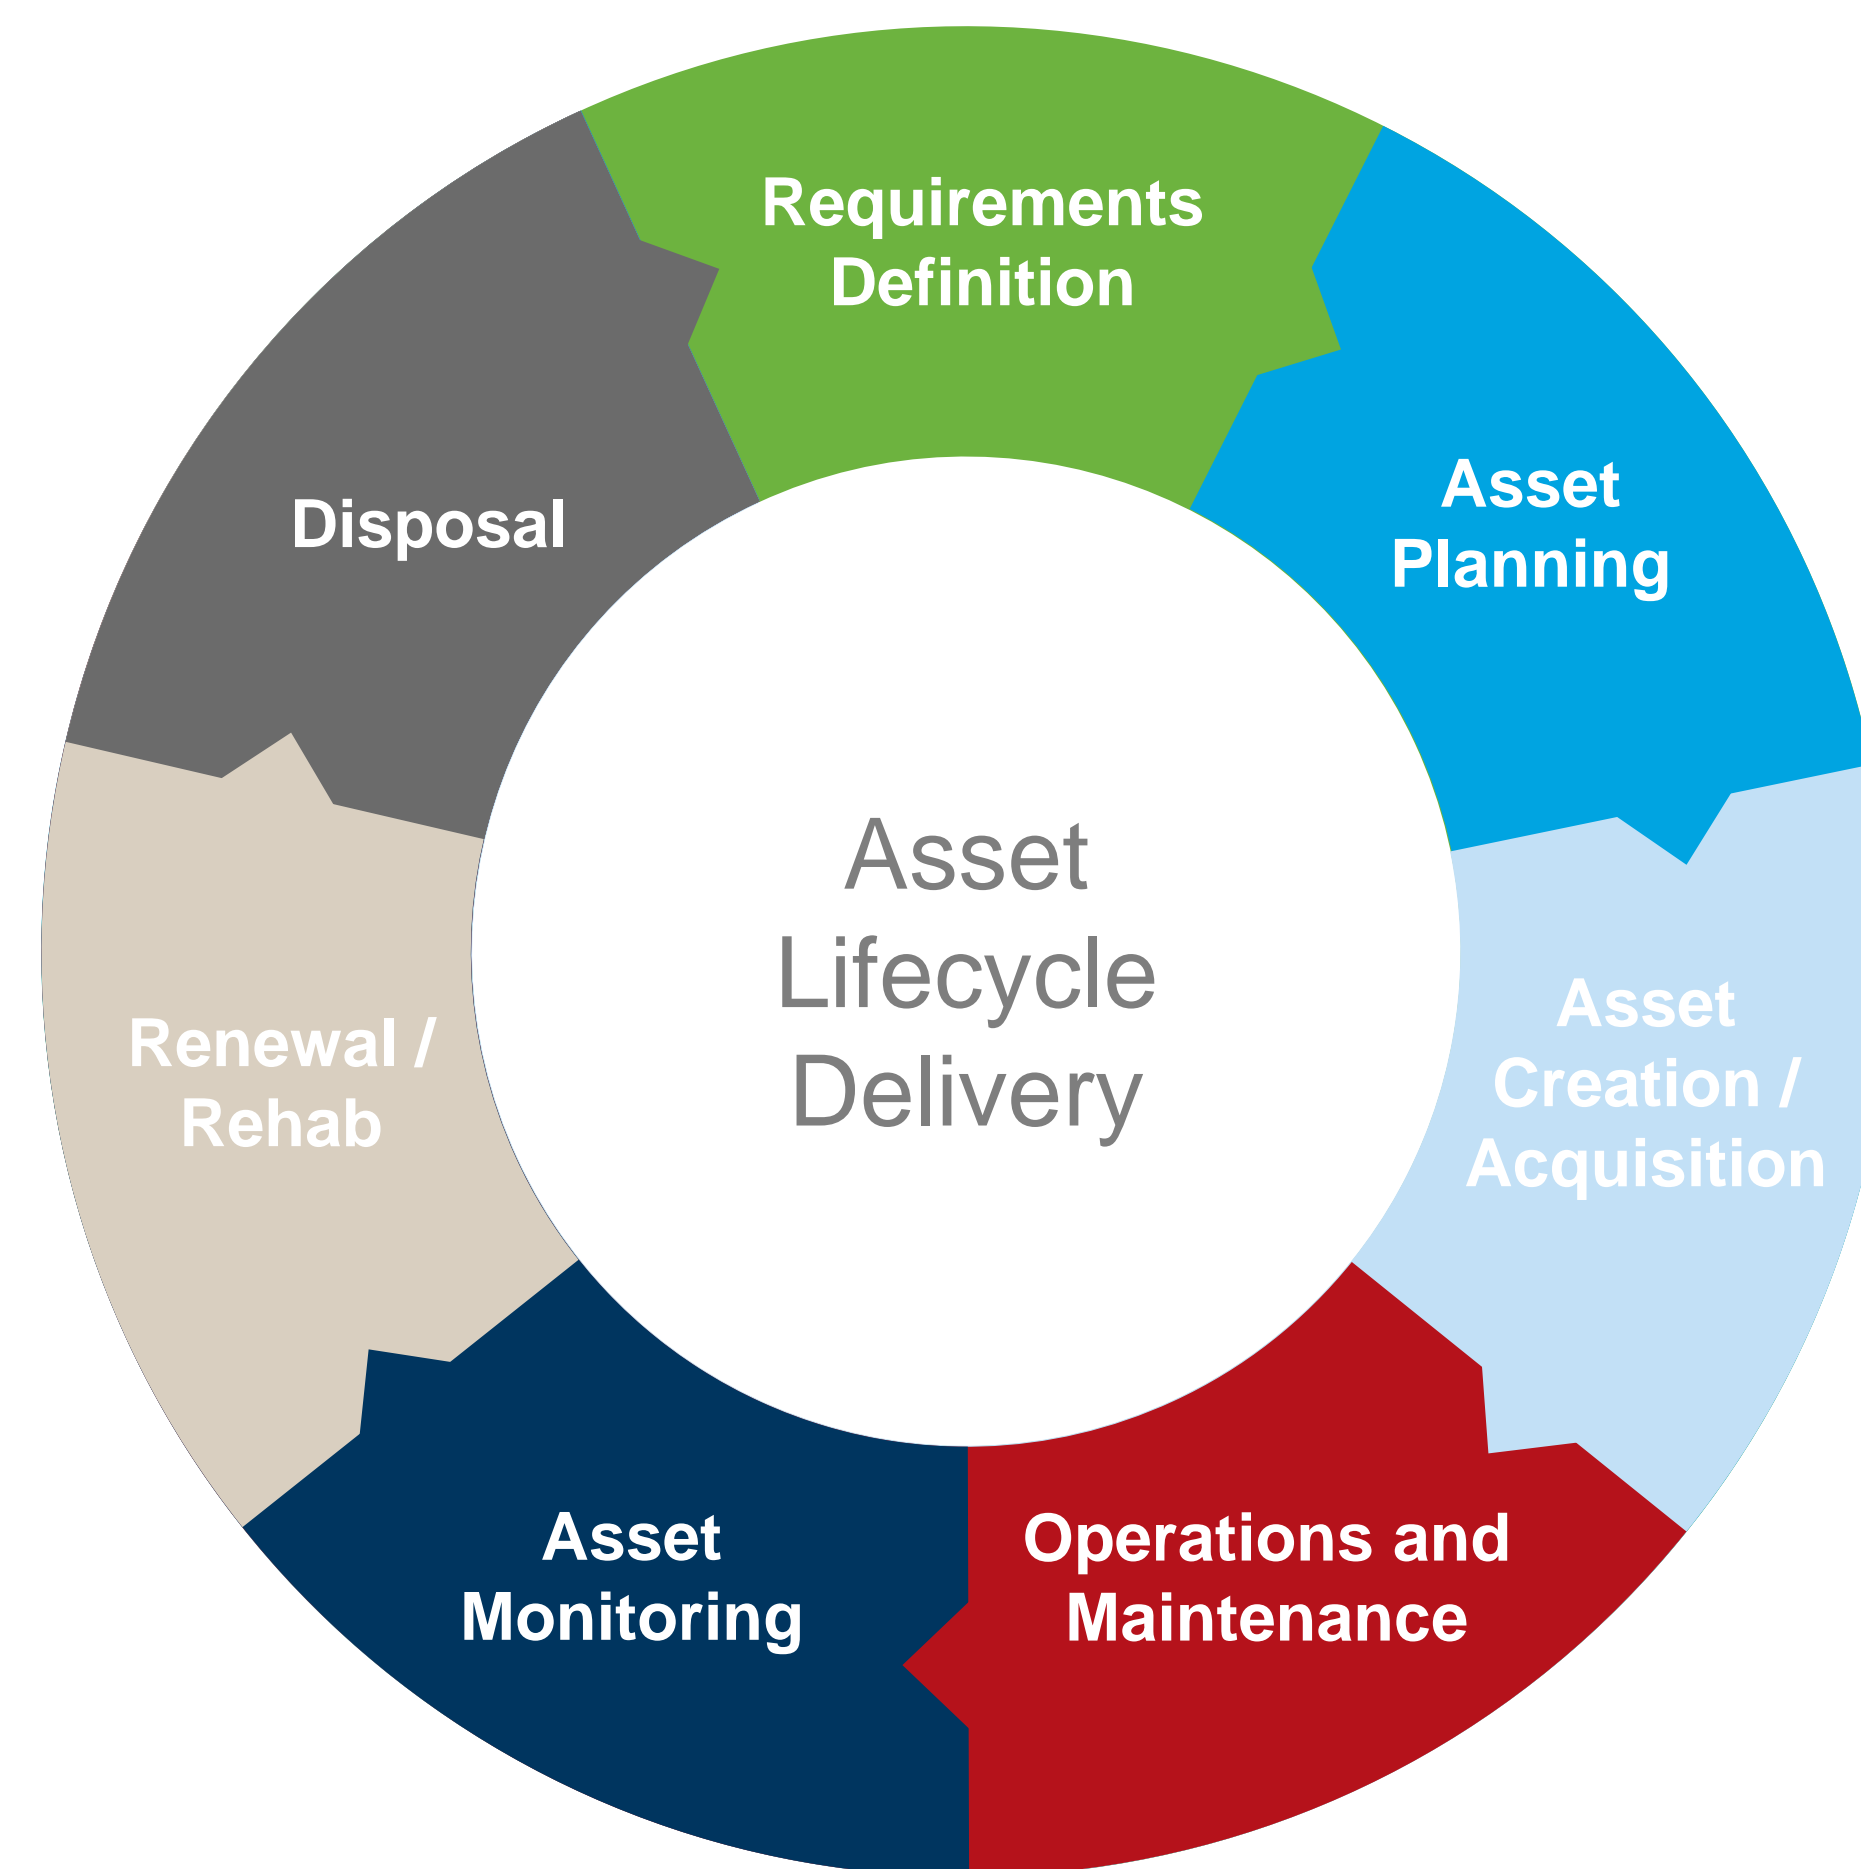 Requirements
Definition
Asset
Planning
Asset
Creation /
Acquisition
Operations and
Maintenance
Asset
Monitoring
Renewal /
Rehab
Disposal
Asset
Lifecycle
Delivery